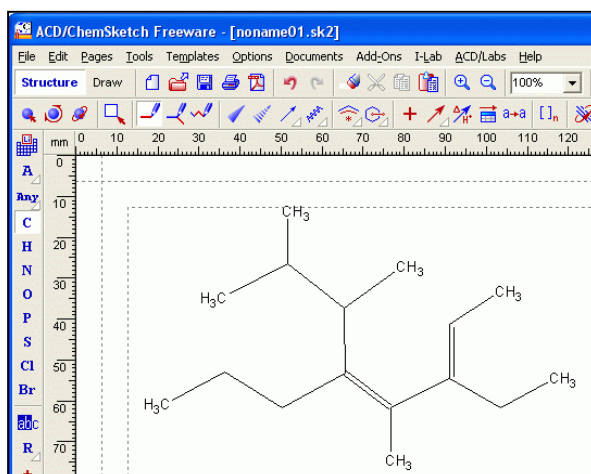 ACD/ChemSketch Freeware - [noname01.sk2]
File Edit Pages Tools Templates Options Documents Add-Ons I-Lab ACD/Labs Help
Structure Draw 100%
a→a [ ]n
mm 0 10 20 30 40 50 60 70 80 90 100 110 120
0
A
Any
10
CH3
C
H
20
N
CH3
30
H3C
CH3
O
P
40
S
50
Cl
CH3
Br
60
H3C
abc
R
70
CH3